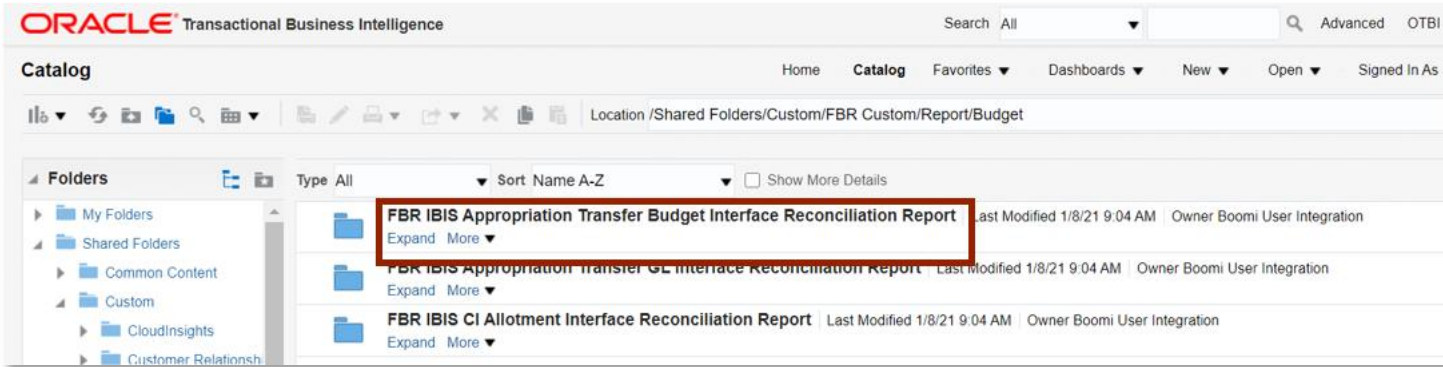 ORACLE Transactional Business Intelligence Search All Advanced OTBI
Catalog Home Catalog Favorites Dashboards New Open Signed In As
Location /Shared Folders/Custom/FBR Custom/Report/Budget
Folders Type All Sort Name A-Z Show More Details
My Folders
Shared Folders
Common Content
Custom
CloudInsights
Customer Relationsh
FBR IBIS Appropriation Transfer Budget Interface Reconciliation Report Last Modified 1/8/21 9:04 AM Owner Boomi User Integration
Expand More
FBR IBIS Appropriation Transfer GL Interface Reconciliation Report Last Modified 1/8/21 9:04 AM Owner Boomi User Integration
Expand More
FBR IBIS CI Allotment Interface Reconciliation Report Last Modified 1/8/21 9:04 AM Owner Boomi User Integration
Expand More